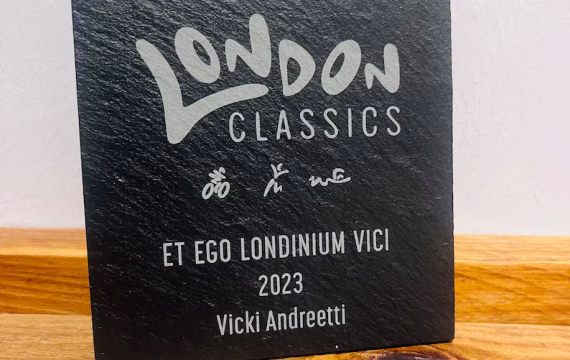 LONDON
CLASSICS
ET EGO LONDINIUM VICI
2023
Vicki Andreetti